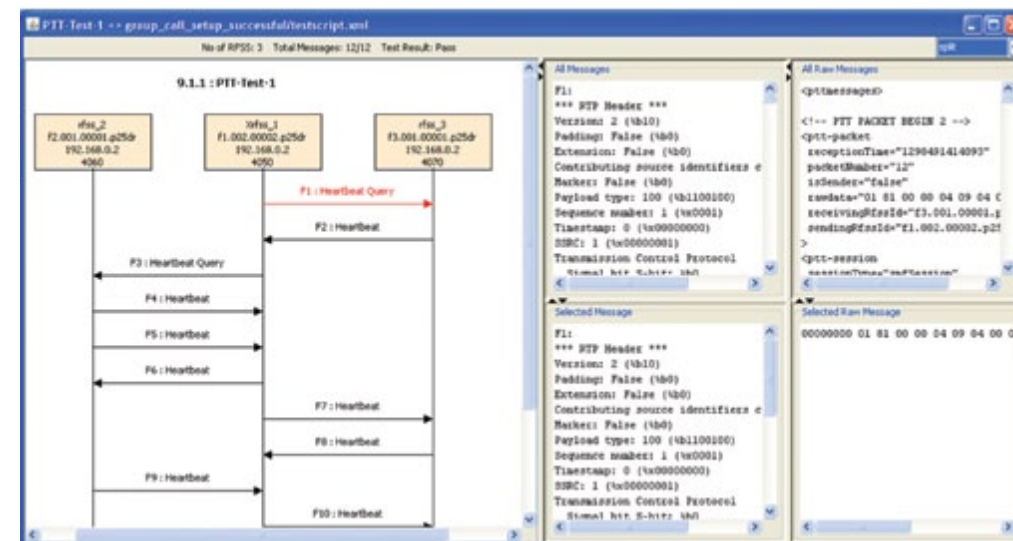 PTT-Test-1 -- group_call_setup_successful/testscript.xml
No of RFSS: 3 Total Messages: 12/12 Test Result: Pass
split
9.1.1 : PTT-Test-1
rfss_2
f2.001.00001.p25dr
192.168.0.2
4060
Xrfss_1
f1.002.00002.p25dr
192.168.0.2
4050
rfss_3
f3.001.00001.p25dr
192.168.0.2
4070
F1 : Heartbeat Query
F2 : Heartbeat
F3 : Heartbeat Query
F4 : Heartbeat
F5 : Heartbeat
F6 : Heartbeat
F7 : Heartbeat
F8 : Heartbeat
F9 : Heartbeat
F10 : Heartbeat
All Messages
F1:
*** RTP Header ***
Version: 2 (%b10)
Padding: False (%b0)
Extension: False (%b0)
Contributing source identifiers c
Marker: False (%b0)
Payload type: 100 (%b1100100)
Sequence number: 1 (%x0001)
Timestamp: 0 (%x00000000)
SSRC: 1 (%x00000001)
Transmission Control Protocol
Signal bit S-bit: %b0
All Raw Messages
<pttmessages>
<!-- PTT PACKET BEGIN 2 -->
<ptt-packet
receptionTime="1290491414093"
packetNumber="12"
isSender="false"
rawdata="01 81 00 00 04 09 04 0
receivingRfssId="f3.001.00001.p
sendingRfssId="f1.002.00002.p25
>
<ptt-session
Selected Message
F1:
*** RTP Header ***
Version: 2 (%b10)
Padding: False (%b0)
Extension: False (%b0)
Contributing source identifiers c
Marker: False (%b0)
Payload type: 100 (%b1100100)
Sequence number: 1 (%x0001)
Timestamp: 0 (%x00000000)
SSRC: 1 (%x00000001)
Transmission Control Protocol
Signal bit S-bit: %b0
Selected Raw Message
00000000 01 81 00 00 04 09 04 00 0